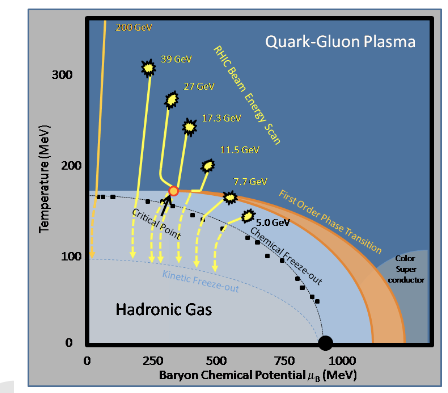 200 GeV
Quark-Gluon Plasma
39 GeV
300
27 GeV
RHIC Beam Energy Scan
17.3 GeV
11.5 GeV
200
7.7 GeV
First Order Phase Transition
5.0 GeV
Critical Point
Chemical Freeze-out
Color
Super
conductor
100
Kinetic Freeze-out
Hadronic Gas
0
0 250 500 750 1000
Temperature (MeV)
Baryon Chemical Potential μB (MeV)